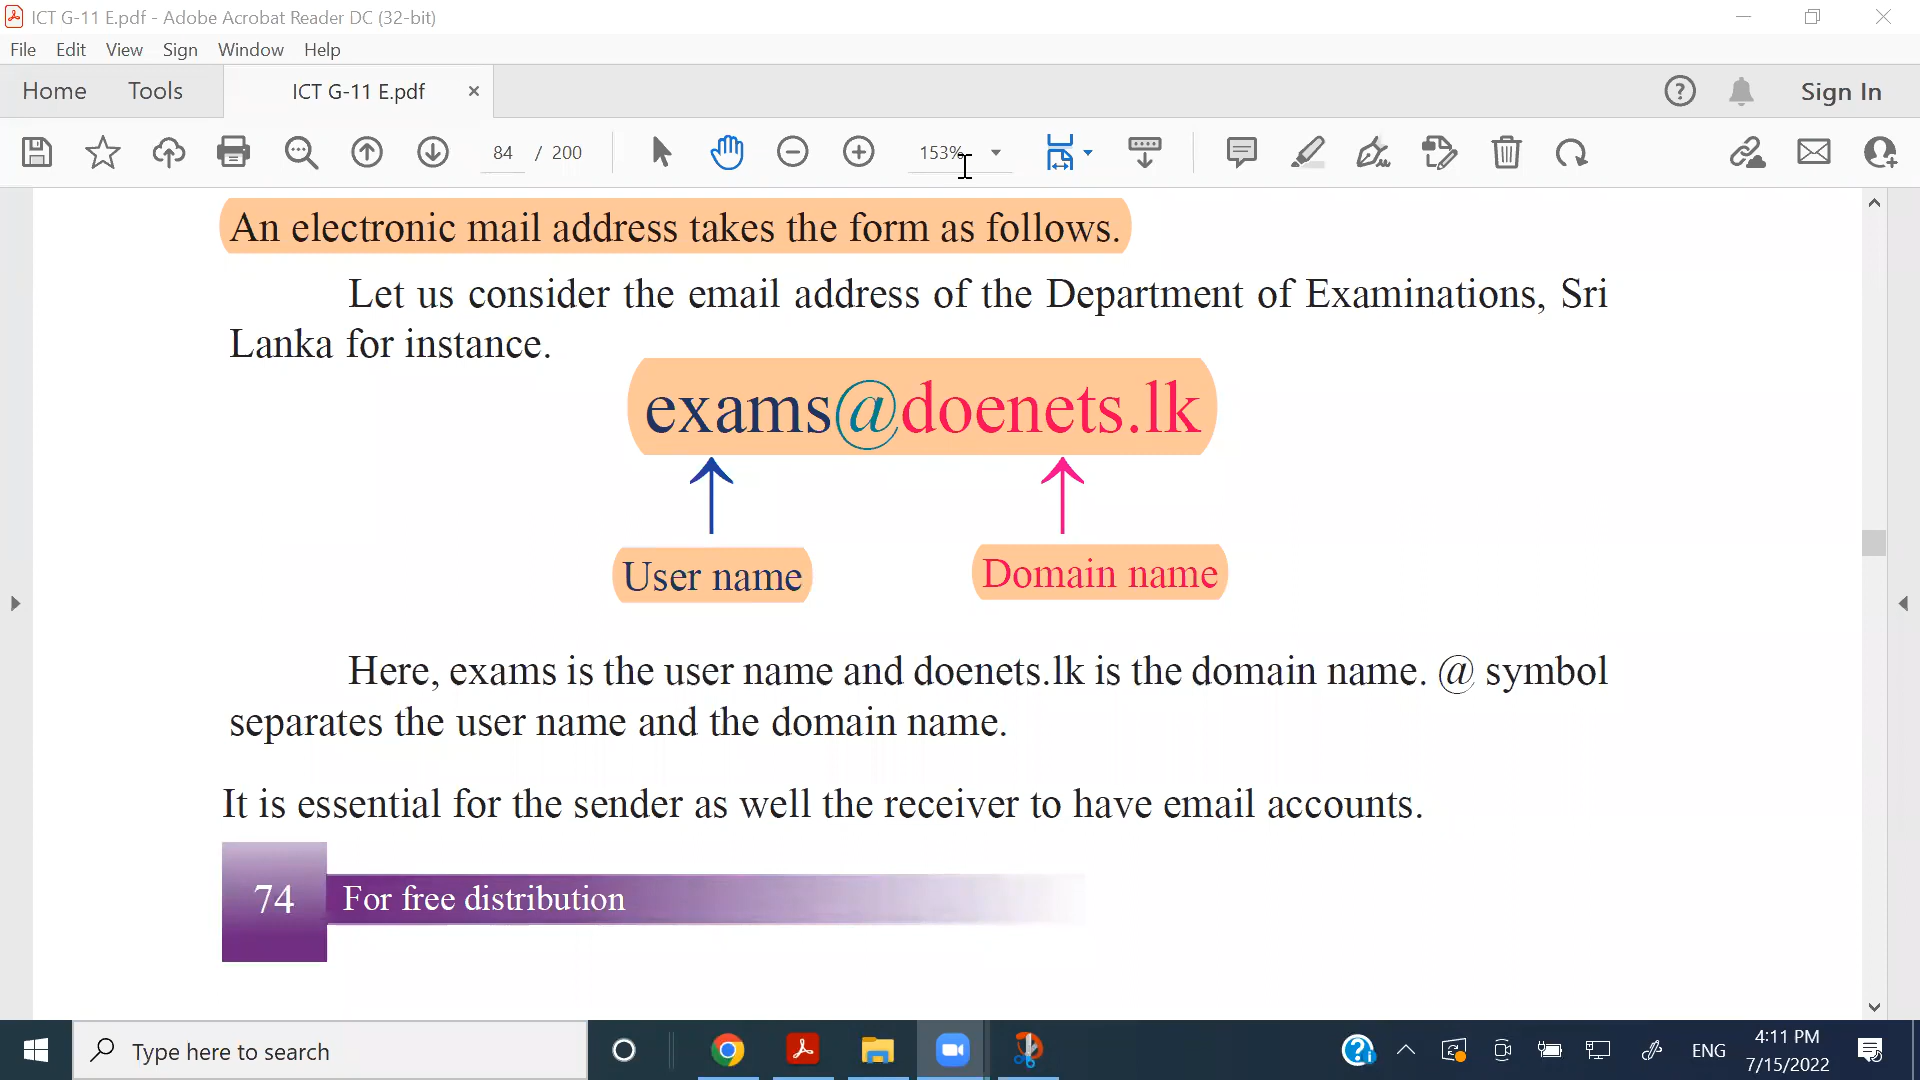 ICT G-11 E.pdf - Adobe Acrobat Reader DC (32-bit)
File Edit View Sign Window Help
Home Tools ICT G-11 E.pdf × Sign In
84 / 200 153%
An electronic mail address takes the form as follows.
Let us consider the email address of the Department of Examinations, Sri
Lanka for instance.
exams@doenets.lk
User name Domain name
Here, exams is the user name and doenets.lk is the domain name. @ symbol
separates the user name and the domain name.
It is essential for the sender as well the receiver to have email accounts.
74 For free distribution
Type here to search
ENG
4:11 PM
7/15/2022